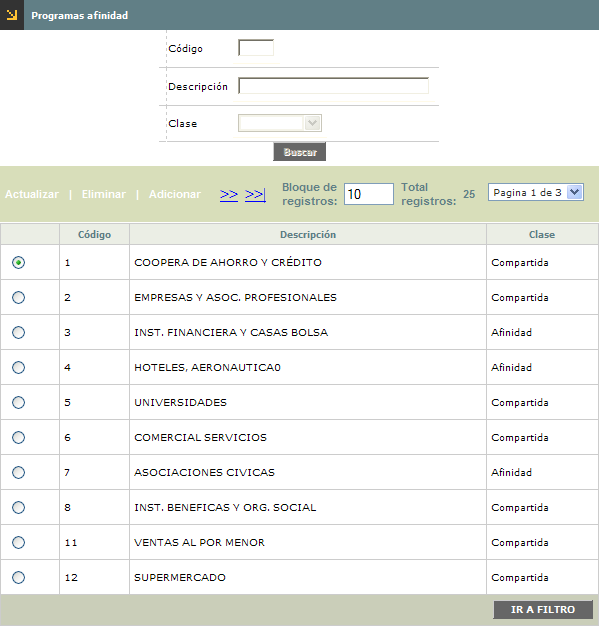 Programas afinidad
Código
Descripción
Clase
Buscar
Actualizar | Eliminar | Adicionar >> >>| Bloque de registros: 10 Total registros: 25 Pagina 1 de 3
Código Descripción Clase
1 COOPERA DE AHORRO Y CRÉDITO Compartida
2 EMPRESAS Y ASOC. PROFESIONALES Compartida
3 INST. FINANCIERA Y CASAS BOLSA Afinidad
4 HOTELES, AERONAUTICA0 Afinidad
5 UNIVERSIDADES Compartida
6 COMERCIAL SERVICIOS Compartida
7 ASOCIACIONES CIVICAS Afinidad
8 INST. BENEFICAS Y ORG. SOCIAL Compartida
11 VENTAS AL POR MENOR Compartida
12 SUPERMERCADO Compartida
IR A FILTRO